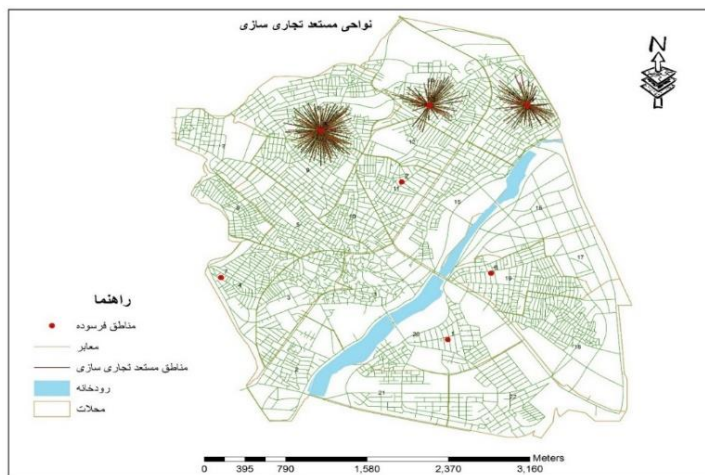 نواحی مستعد تجاری سازی
N
راهنما
مناطق فرسوده
معابر
مناطق مستعد تجاری سازی
رودخانه
محلات
Meters
0 395 790 1,580 2,370 3,160